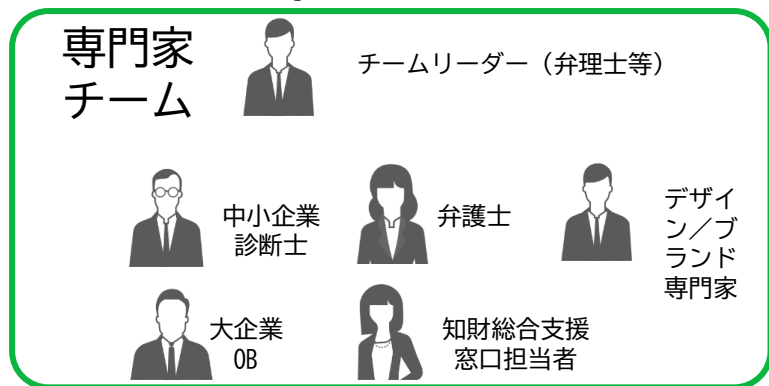 専門家
チーム
チームリーダー（弁理士等）
中小企業
診断士
弁護士
デザイ
ン／ブ
ランド
専門家
大企業
OB
知財総合支援
窓口担当者